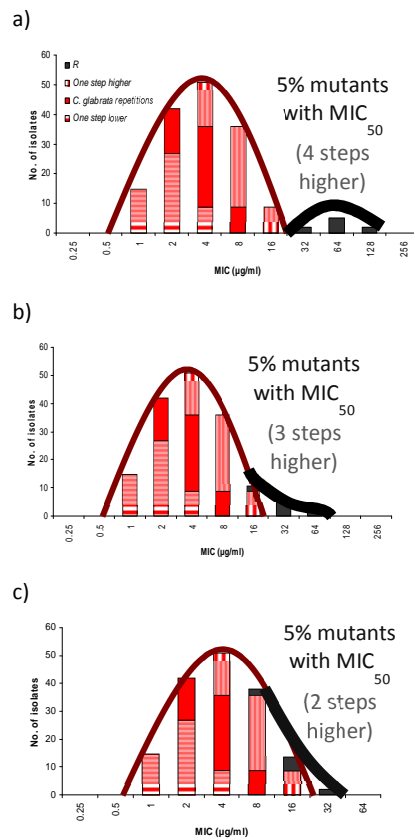 a)
60
50
40
30
20
10
0
No. of isolates
R
One step higher
C. glabrata repetitions
One step lower
5% mutants
with MIC
50
(4 steps
higher)
0.25
0.5
1
2
4
8
16
32
64
128
256
MIC (µg/ml)
b)
60
50
40
30
20
10
0
No. of isolates
5% mutants
with MIC
50
(3 steps
higher)
0.25
0.5
1
2
4
8
16
32
64
128
256
MIC (µg/ml)
c)
60
50
40
30
20
10
0
No. of isolates
5% mutants
with MIC
50
(2 steps
higher)
0.25
0.5
1
2
4
8
16
32
64
MIC (µg/ml)